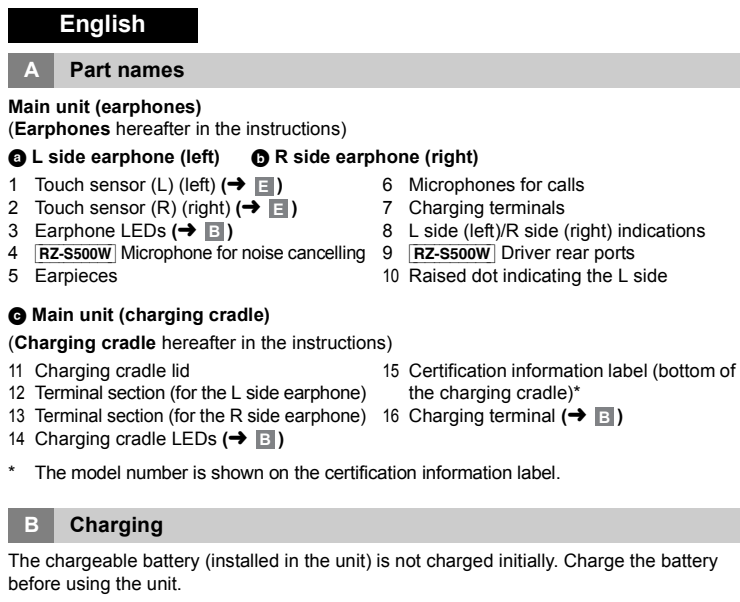 English
A Part names
Main unit (earphones)
(Earphones hereafter in the instructions)
ⓐ L side earphone (left) ⓑ R side earphone (right)
1 Touch sensor (L) (left) (➔ E)
2 Touch sensor (R) (right) (➔ E)
3 Earphone LEDs (➔ B)
4 RZ-S500W Microphone for noise cancelling
5 Earpieces
6 Microphones for calls
7 Charging terminals
8 L side (left)/R side (right) indications
9 RZ-S500W Driver rear ports
10 Raised dot indicating the L side
ⓒ Main unit (charging cradle)
(Charging cradle hereafter in the instructions)
11 Charging cradle lid
12 Terminal section (for the L side earphone)
13 Terminal section (for the R side earphone)
14 Charging cradle LEDs (➔ B)
15 Certification information label (bottom of
the charging cradle)*
16 Charging terminal (➔ B)
* The model number is shown on the certification information label.
B Charging
The chargeable battery (installed in the unit) is not charged initially. Charge the battery
before using the unit.